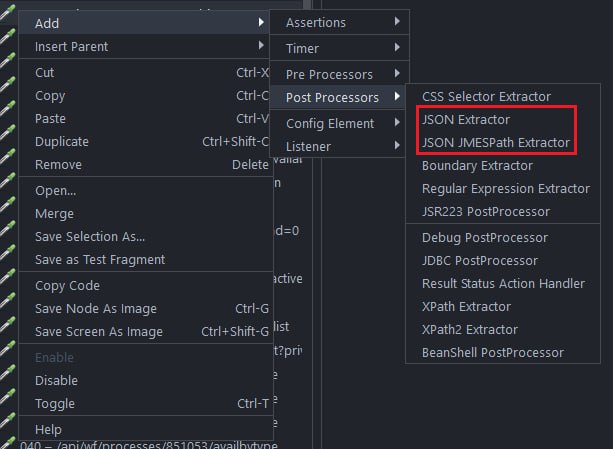 Add
Insert Parent
Cut Ctrl-X
Copy Ctrl-C
Paste Ctrl-V
Duplicate Ctrl+Shift-C
Remove Delete
Open...
Merge
Save Selection As...
Save as Test Fragment
Copy Code
Save Node As Image Ctrl-G
Save Screen As Image Ctrl+Shift-G
Enable
Disable
Toggle Ctrl-T
Help
Assertions
Timer
Pre Processors
Post Processors
Config Element
Listener
CSS Selector Extractor
JSON Extractor
JSON JMESPath Extractor
Boundary Extractor
Regular Expression Extractor
JSR223 PostProcessor
Debug PostProcessor
JDBC PostProcessor
Result Status Action Handler
XPath Extractor
XPath2 Extractor
BeanShell PostProcessor
nd=0
active
list
t?priv
040 – /api/wf/processes/851053/availbytype